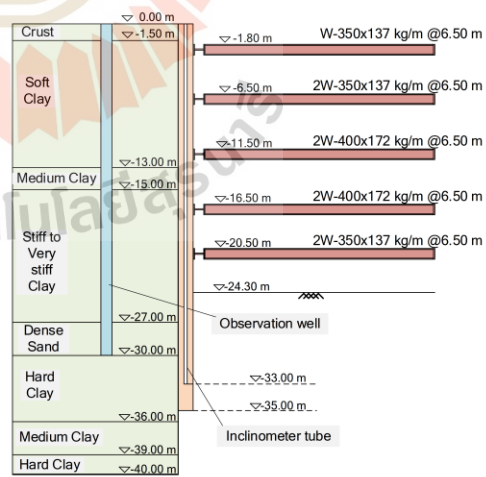 0.00 m
Crust
-1.50 m
-1.80 m
W-350x137 kg/m @6.50 m
Soft
Clay
-6.50 m
2W-350x137 kg/m @6.50 m
-11.50 m
2W-400x172 kg/m @6.50 m
-13.00 m
Medium Clay
-15.00 m
-16.50 m
2W-400x172 kg/m @6.50 m
Stiff to
Very
stiff
Clay
-20.50 m
2W-350x137 kg/m @6.50 m
-24.30 m
-27.00 m
Observation well
Dense
Sand
-30.00 m
Hard
Clay
-33.00 m
-35.00 m
-36.00 m
Medium Clay
Inclinometer tube
-39.00 m
Hard Clay
-40.00 m